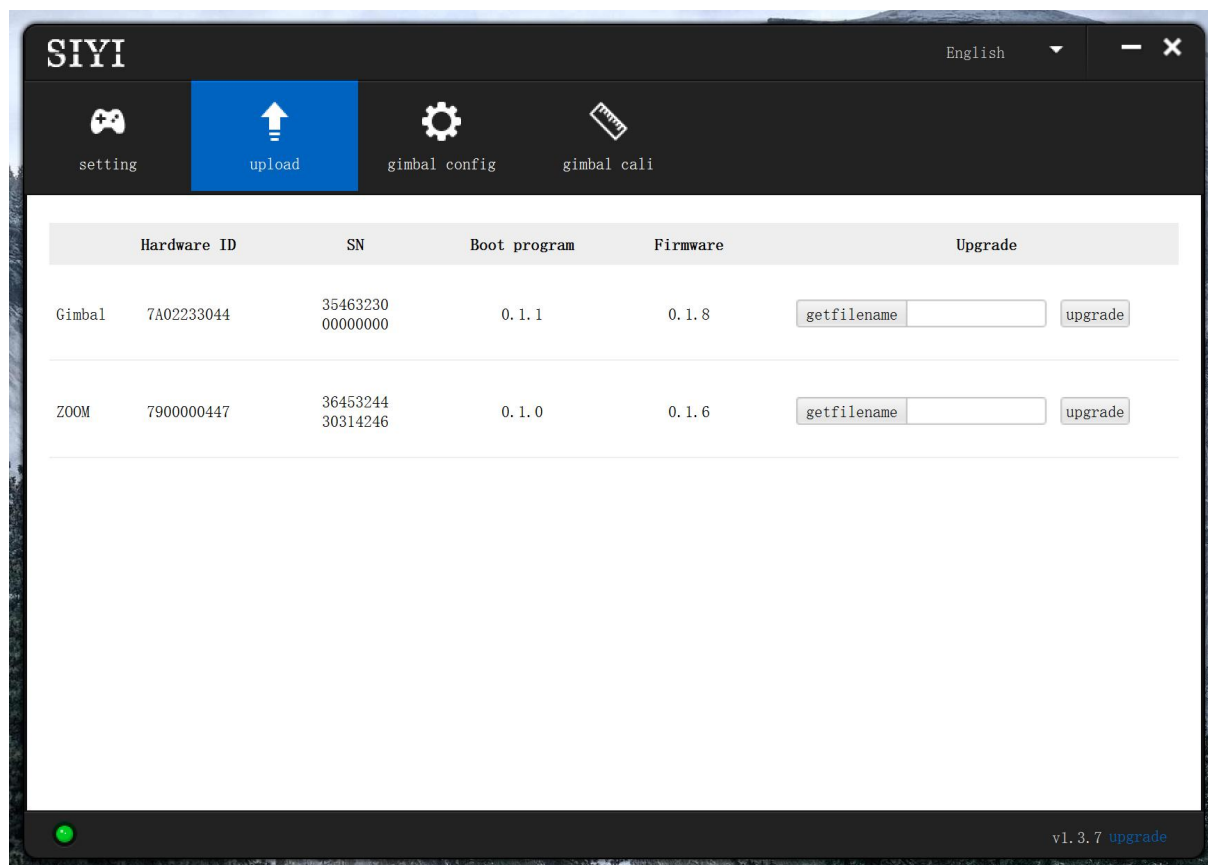 SIYI
English
setting
upload
gimbal config
gimbal cali
Hardware ID SN Boot program Firmware Upgrade
Gimbal 7A02233044 35463230 00000000 0.1.1 0.1.8 getfilename upgrade
ZOOM 7900000447 36453244 30314246 0.1.0 0.1.6 getfilename upgrade
v1.3.7 upgrade